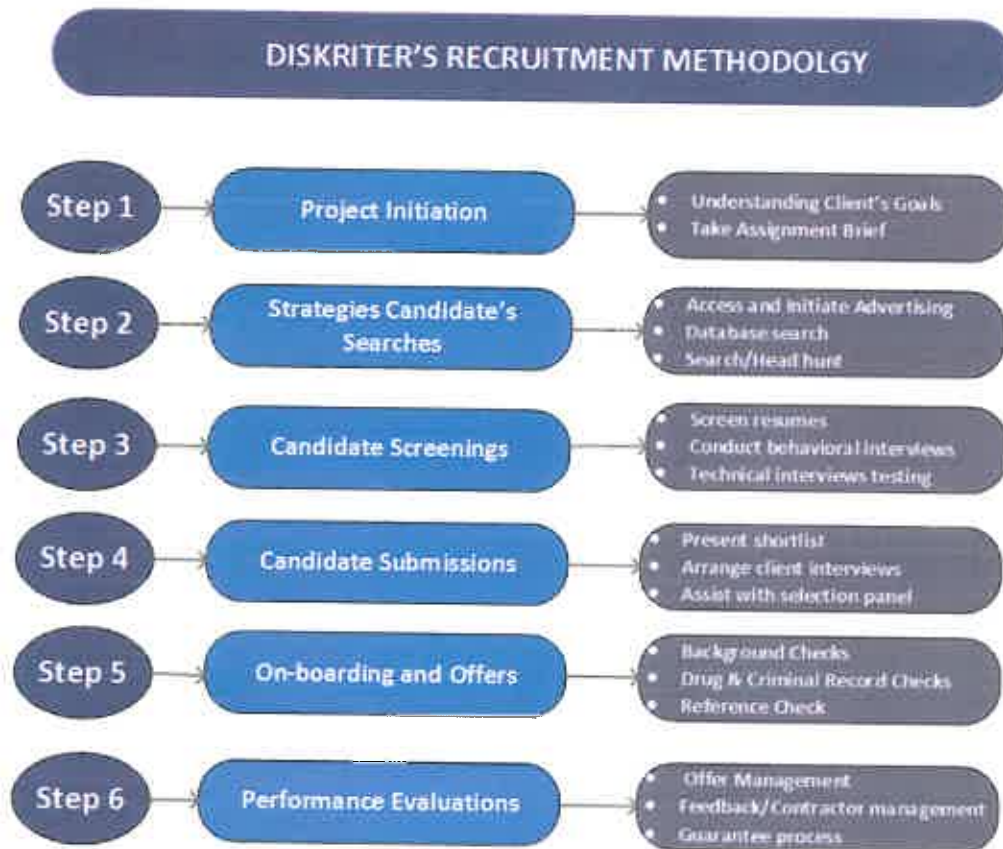 DISKRITER'S RECRUITMENT METHODOLGY
Step 1
Project Initiation
• Understanding Client's Goals
• Take Assignment Brief
Step 2
Strategies Candidate's
Searches
• Access and Initiate Advertising
• Database search
• Search/Head hunt
Step 3
Candidate Screenings
• Screen resumes
• Conduct behavioral interviews
• Technical interviews testing
Step 4
Candidate Submissions
• Present shortlist
• Arrange client interviews
• Assist with selection panel
Step 5
On-boarding and Offers
• Background Checks
• Drug & Criminal Record Checks
• Reference Check
Step 6
Performance Evaluations
• Offer Management
• Feedback/Contractor management
• Guarantee process